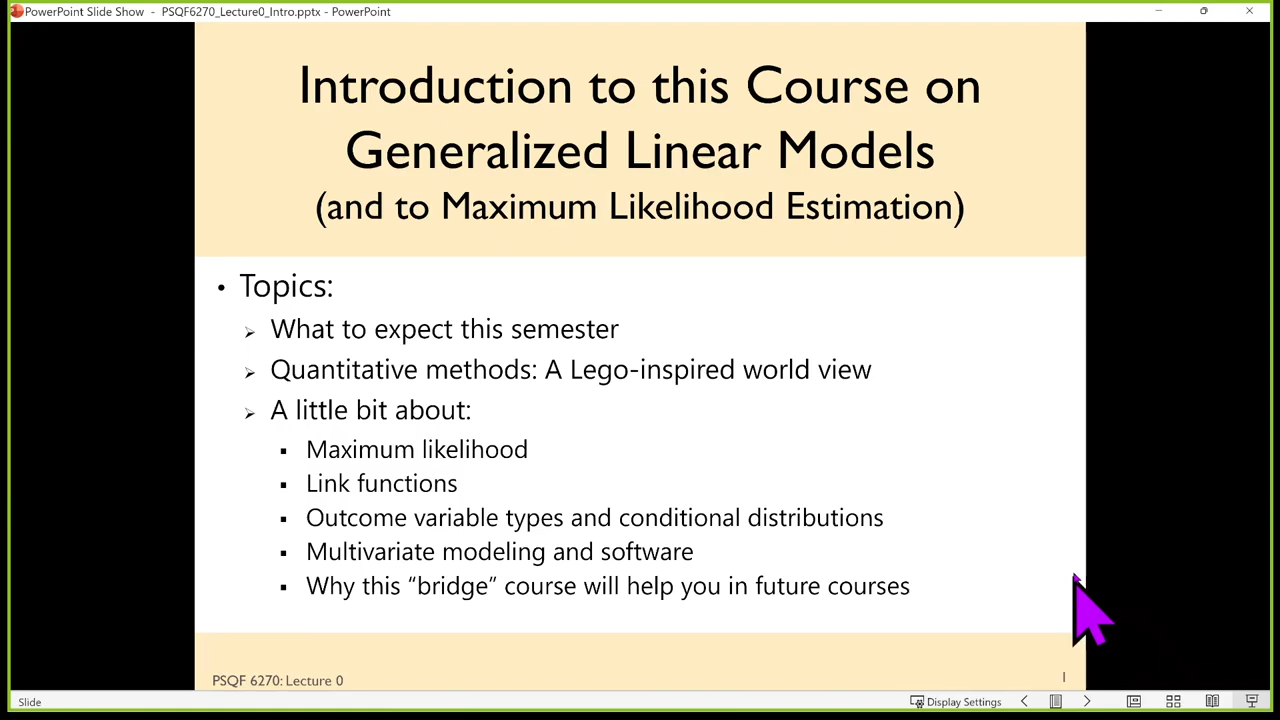 PowerPoint Slide Show - PSQF6270_Lecture0_Intro.pptx - PowerPoint
Introduction to this Course on
Generalized Linear Models
(and to Maximum Likelihood Estimation)
• Topics:
➢ What to expect this semester
➢ Quantitative methods: A Lego-inspired world view
➢ A little bit about:
▪ Maximum likelihood
▪ Link functions
▪ Outcome variable types and conditional distributions
▪ Multivariate modeling and software
▪ Why this “bridge” course will help you in future courses
PSQF 6270: Lecture 0
1
Slide
Display Settings